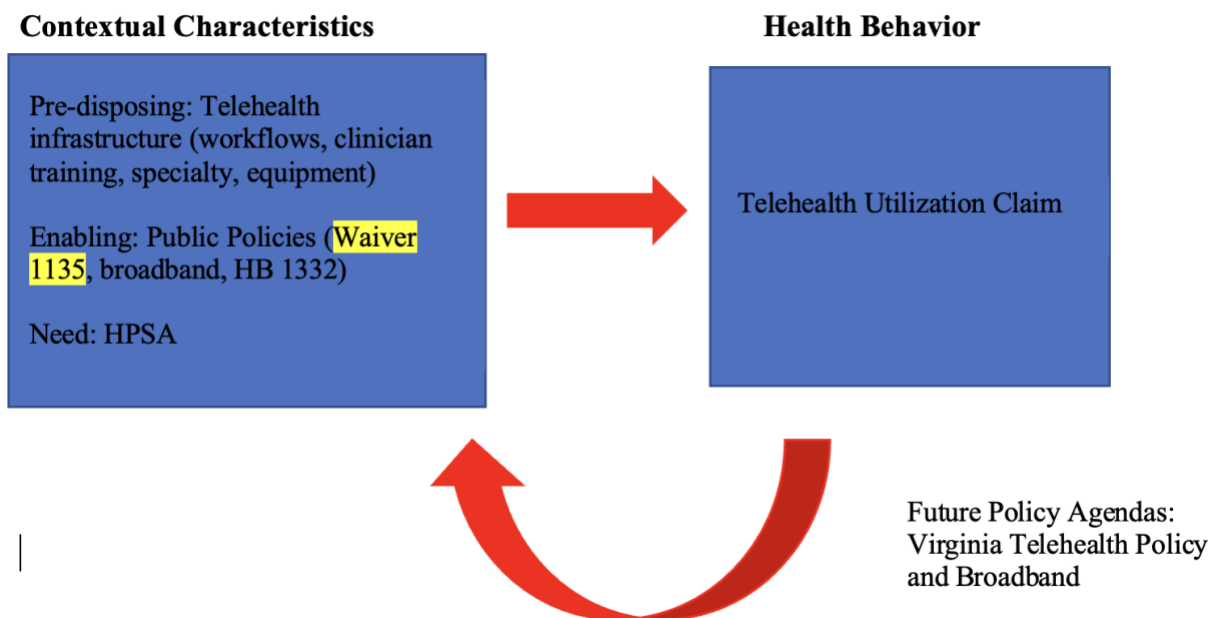 Contextual Characteristics
Pre-disposing: Telehealth
infrastructure (workflows, clinician
training, specialty, equipment)
Enabling: Public Policies (Waiver
1135, broadband, HB 1332)
Need: HPSA
Health Behavior
Telehealth Utilization Claim
Future Policy Agendas:
Virginia Telehealth Policy
and Broadband